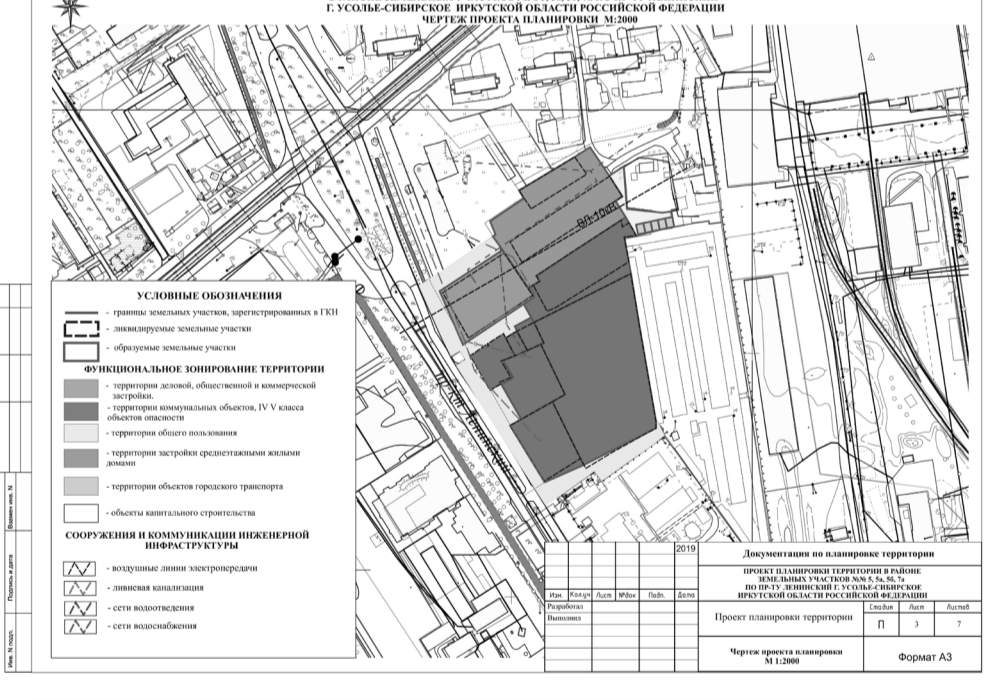 Г. УСОЛЬЕ-СИБИРСКОЕ ИРКУТСКОЙ ОБЛАСТИ РОССИЙСКОЙ ФЕДЕРАЦИИ
ЧЕРТЕЖ ПРОЕКТА ПЛАНИРОВКИ М:2000
ВЛ-10кВ
УСЛОВНЫЕ ОБОЗНАЧЕНИЯ
- границы земельных участков, зарегистрированных в ГКН
- ликвидируемые земельные участки
- образуемые земельные участки
ФУНКЦИОНАЛЬНОЕ ЗОНИРОВАНИЕ ТЕРРИТОРИИ
- территории деловой, общественной и коммерческой
застройки.
- территории коммунальных объектов, IV V класса
объектов опасности
- территории общего пользования
- территории застройки среднеэтажными жилыми
домами
- территории объектов городского транспорта
- объекты капитального строительства
СООРУЖЕНИЯ И КОММУНИКАЦИИ ИНЖЕНЕРНОЙ
ИНФРАСТРУКТУРЫ
- воздушные линии электропередачи
- ливневая канализация
- сети водоотведения
- сети водоснабжения
Взамен инв. N
Подпись и дата
Инв. N подл.
2019
Изм. Кол.уч Лист №док Подп. Дата
Разработал
Выполнил
Документация по планировке территории
ПРОЕКТ ПЛАНИРОВКИ ТЕРРИТОРИИ В РАЙОНЕ
ЗЕМЕЛЬНЫХ УЧАСТКОВ №№ 5, 5а, 5б, 7а
ПО ПР-ТУ ЛЕНИНСКИЙ Г. УСОЛЬЕ-СИБИРСКОЕ
ИРКУТСКОЙ ОБЛАСТИ РОССИЙСКОЙ ФЕДЕРАЦИИ
Проект планировки территории
Стадия Лист Листов
П 3 7
Чертеж проекта планировки
М 1:2000
Формат А3